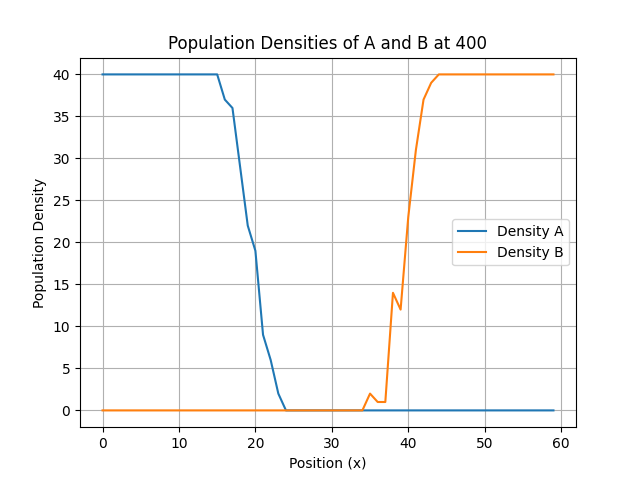 Population Densities of A and B at 400
Population Density
40
35
30
25
20
15
10
5
0
Density A
Density B
0 10 20 30 40 50 60
Position (x)